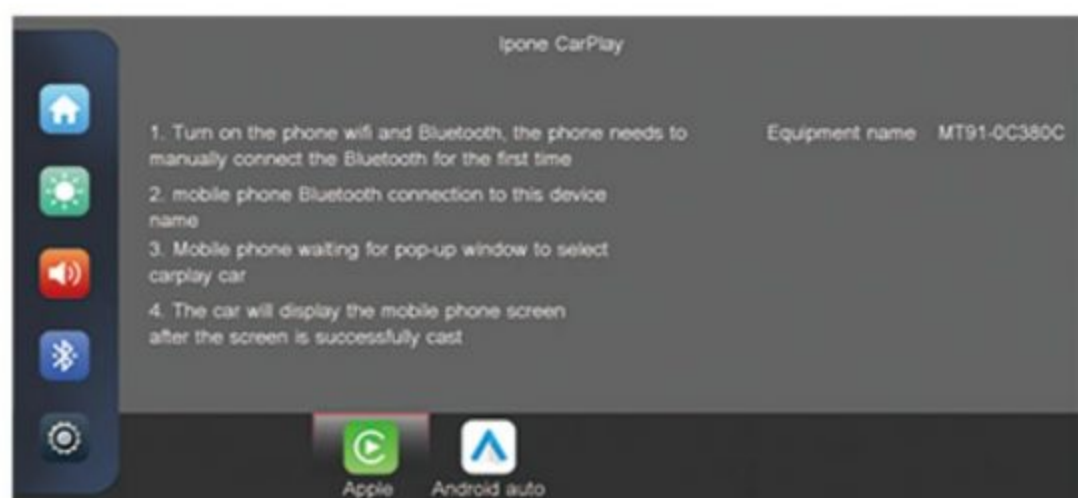 Ipone CarPlay
1. Turn on the phone wifi and Bluetooth, the phone needs to
manually connect the Bluetooth for the first time
Equipment name MT91-0C380C
2. mobile phone Bluetooth connection to this device
name
3. Mobile phone waiting for pop-up window to select
carplay car
4. The car will display the mobile phone screen
after the screen is successfully cast
Apple
Android auto